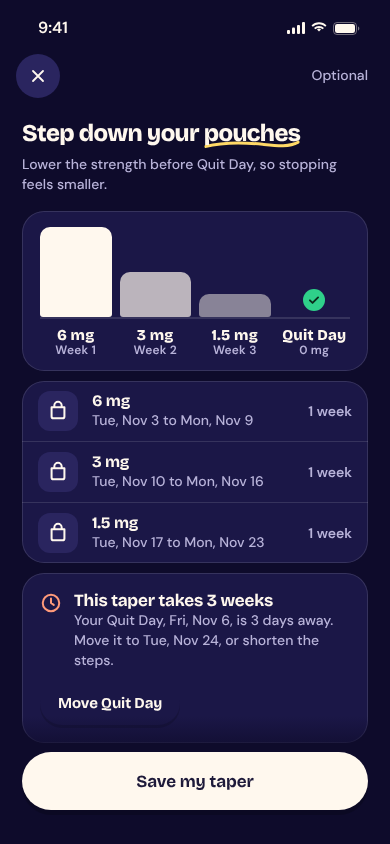 9:41
Optional
Step down your pouches
Lower the strength before Quit Day, so stopping
feels smaller.
6 mg
Week 1
3 mg
Week 2
1.5 mg
Week 3
Quit Day
0 mg
6 mg
Tue, Nov 3 to Mon, Nov 9
1 week
3 mg
Tue, Nov 10 to Mon, Nov 16
1 week
1.5 mg
Tue, Nov 17 to Mon, Nov 23
1 week
This taper takes 3 weeks
Your Quit Day, Fri, Nov 6, is 3 days away.
Move it to Tue, Nov 24, or shorten the
steps.
Move Quit Day
Save my taper